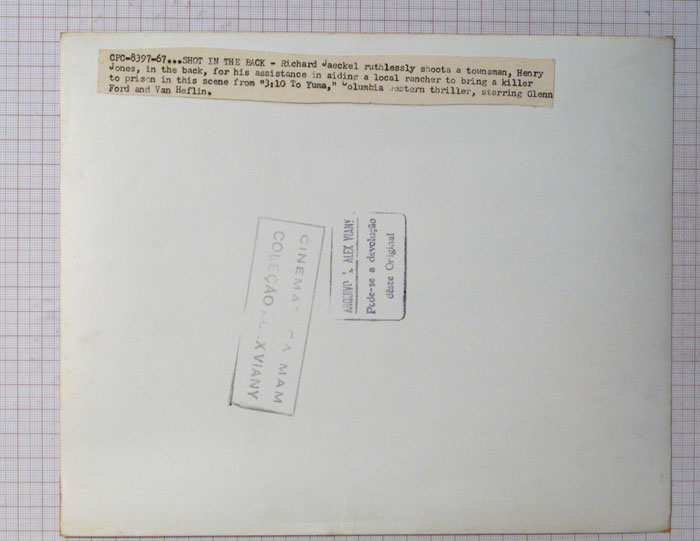 CPC-8397-67...SHOT IN THE BACK - Richard Jaeckel ruthlessly shoots a townsman, Henry
Jones, in the back, for his assistance in aiding a local rancher to bring a killer
to prison in this scene from "3:10 To Yuma," Columbia western thriller, starring Glenn
Ford and Van Heflin.
ARQUIVO ALEX VIANY
Pede-se a devolução
dêste Original
CINEMA MAM
COLEÇÃO VIANY